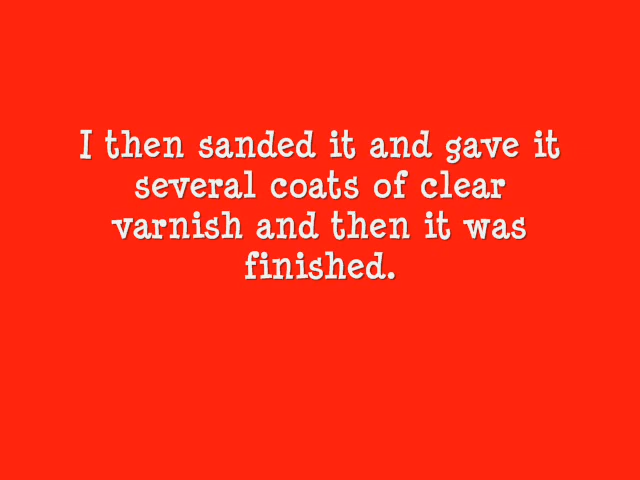 I then sanded it and gave it
several coats of clear
varnish and then it was
finished.